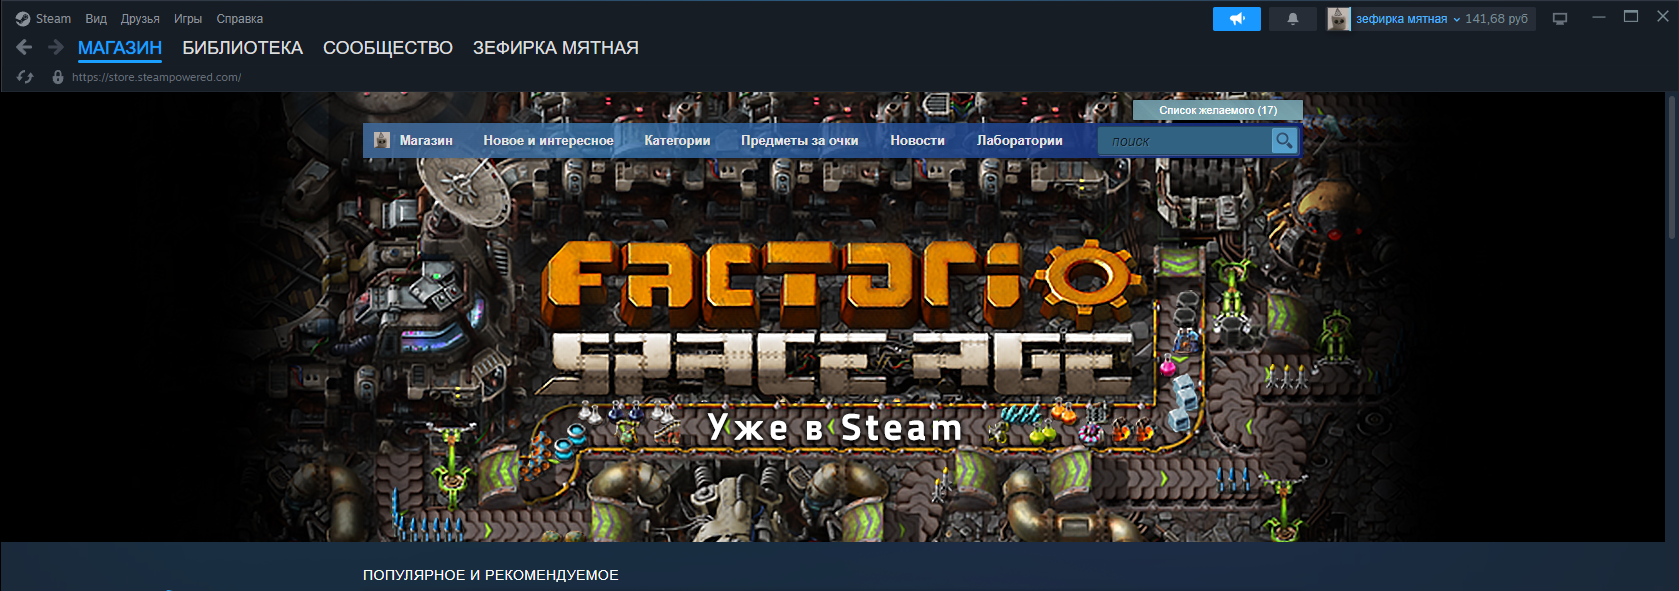 Steam Вид Друзья Игры Справка
зефирка мятная 141,68 руб
МАГАЗИН БИБЛИОТЕКА СООБЩЕСТВО ЗЕФИРКА МЯТНАЯ
https://store.steampowered.com/
Список желаемого (17)
Магазин Новое и интересное Категории Предметы за очки Новости Лаборатории поиск
FACTORIO
SPACE AGE
Уже в Steam
ПОПУЛЯРНОЕ И РЕКОМЕНДУЕМОЕ